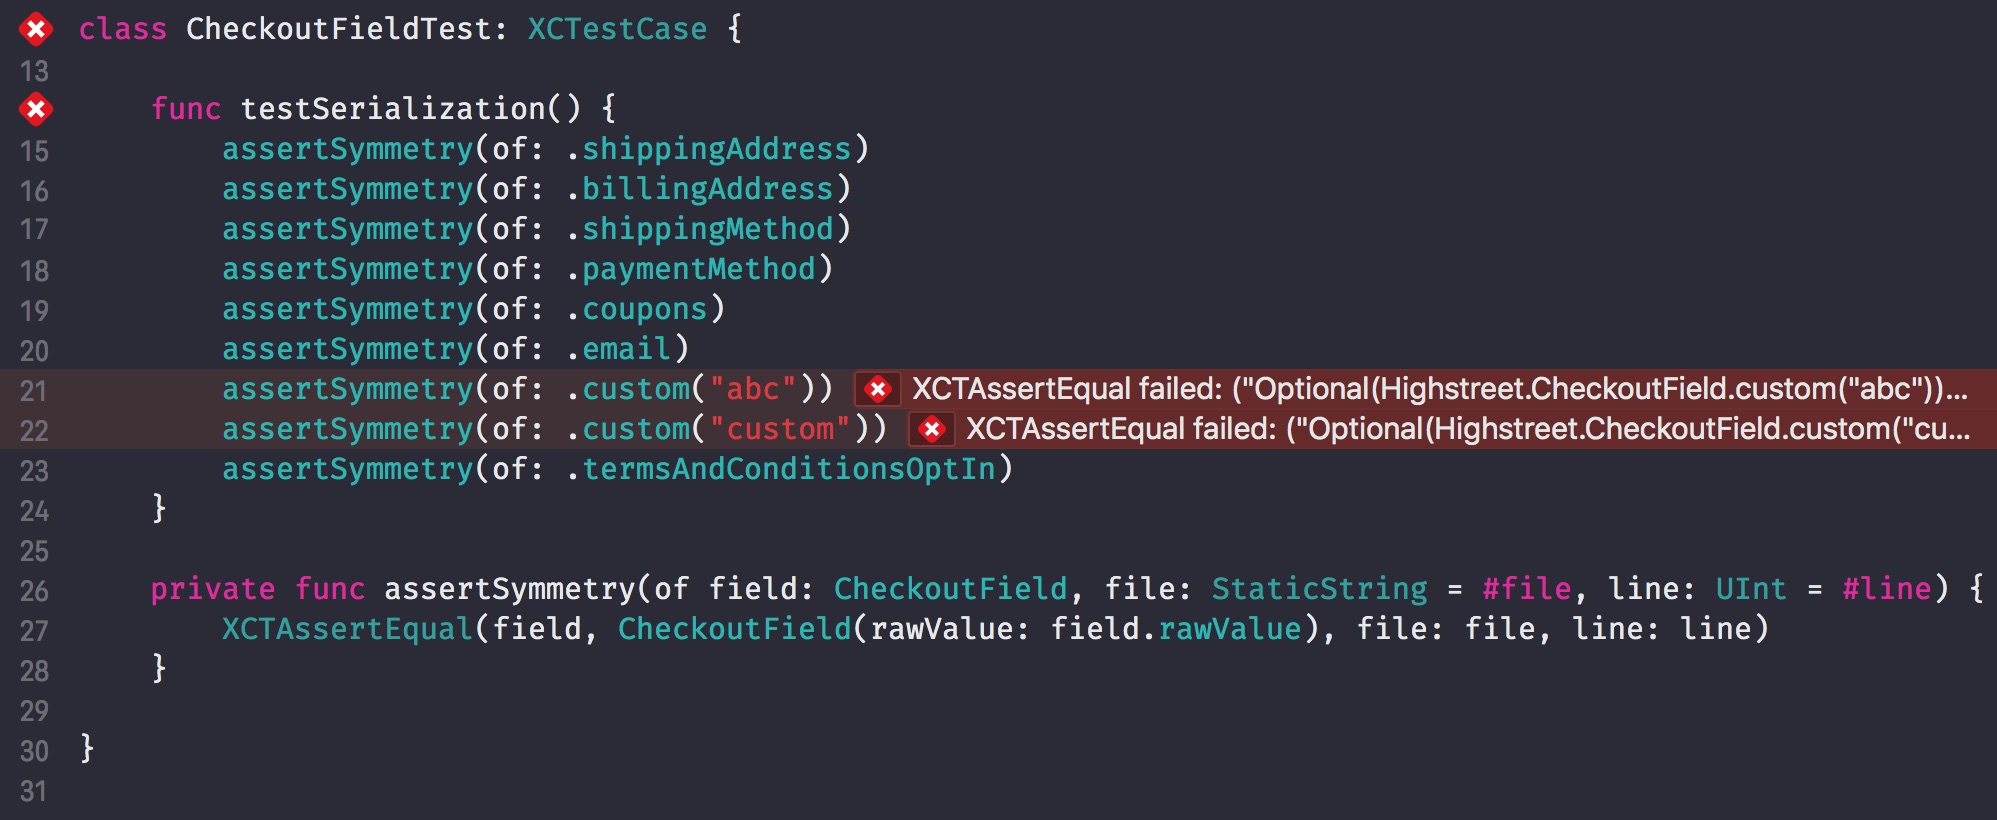 class CheckoutFieldTest: XCTestCase {
13
func testSerialization() {
15 assertSymmetry(of: .shippingAddress)
16 assertSymmetry(of: .billingAddress)
17 assertSymmetry(of: .shippingMethod)
18 assertSymmetry(of: .paymentMethod)
19 assertSymmetry(of: .coupons)
20 assertSymmetry(of: .email)
21 assertSymmetry(of: .custom("abc")) XCTAssertEqual failed: ("Optional(Highstreet.CheckoutField.custom("abc"))...
22 assertSymmetry(of: .custom("custom")) XCTAssertEqual failed: ("Optional(Highstreet.CheckoutField.custom("cu...
23 assertSymmetry(of: .termsAndConditionsOptIn)
24 }
25
26 private func assertSymmetry(of field: CheckoutField, file: StaticString = #file, line: UInt = #line) {
27 XCTAssertEqual(field, CheckoutField(rawValue: field.rawValue), file: file, line: line)
28 }
29
30 }
31